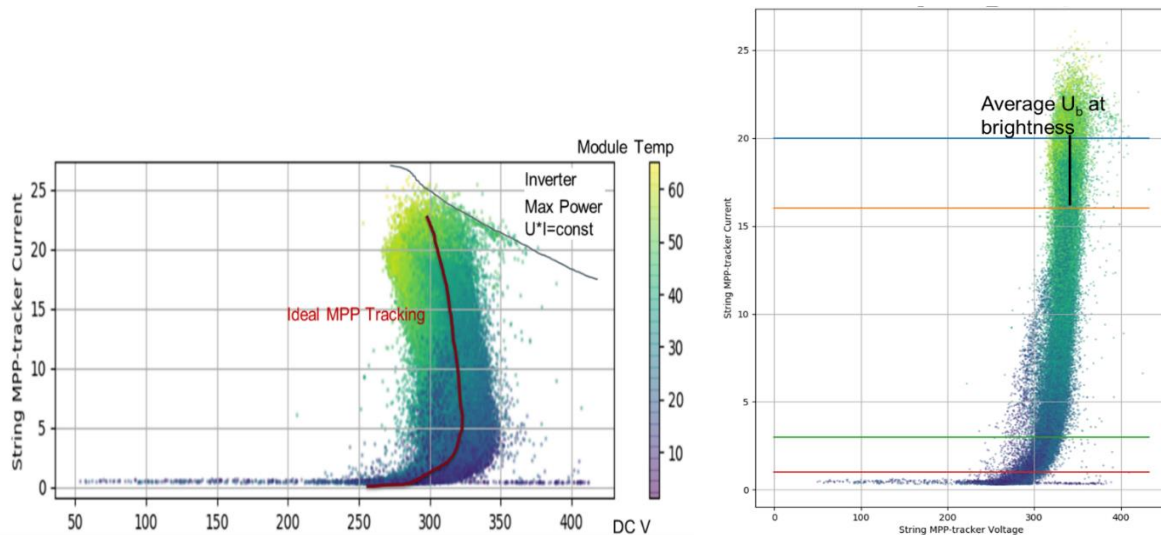 Module Temp
String MPP-tracker Current
25
20
15
10
5
0
Inverter
Max Power
U*I=const
Ideal MPP Tracking
60
50
40
30
20
10
50
100
150
200
250
300
350
400
DC V
String MPP-tracker Current
25
20
15
10
5
0
Average U_b at
brightness
0
100
200
300
400
String MPP-tracker Voltage